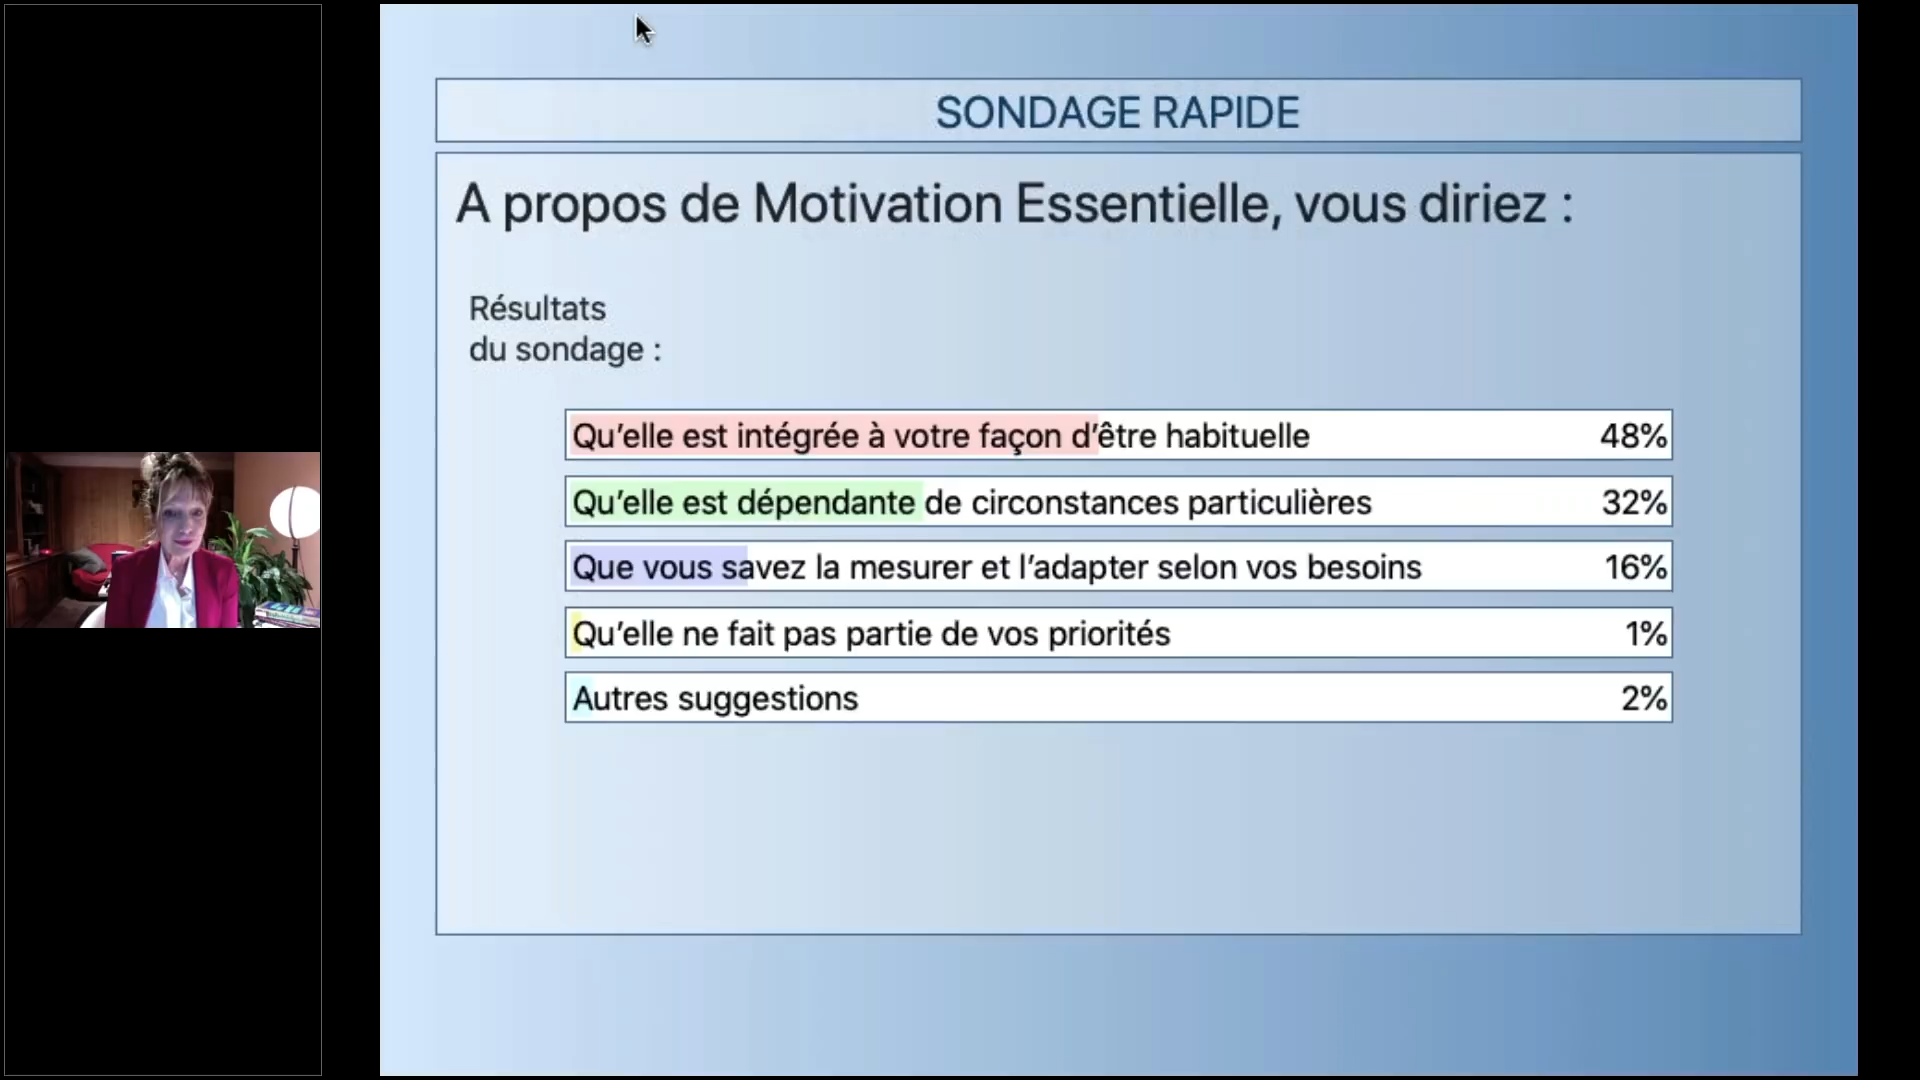 SONDAGE RAPIDE
A propos de Motivation Essentielle, vous diriez :
Résultats
du sondage :
Qu’elle est intégrée à votre façon d’être habituelle 48%
Qu’elle est dépendante de circonstances particulières 32%
Que vous savez la mesurer et l’adapter selon vos besoins 16%
Qu’elle ne fait pas partie de vos priorités 1%
Autres suggestions 2%